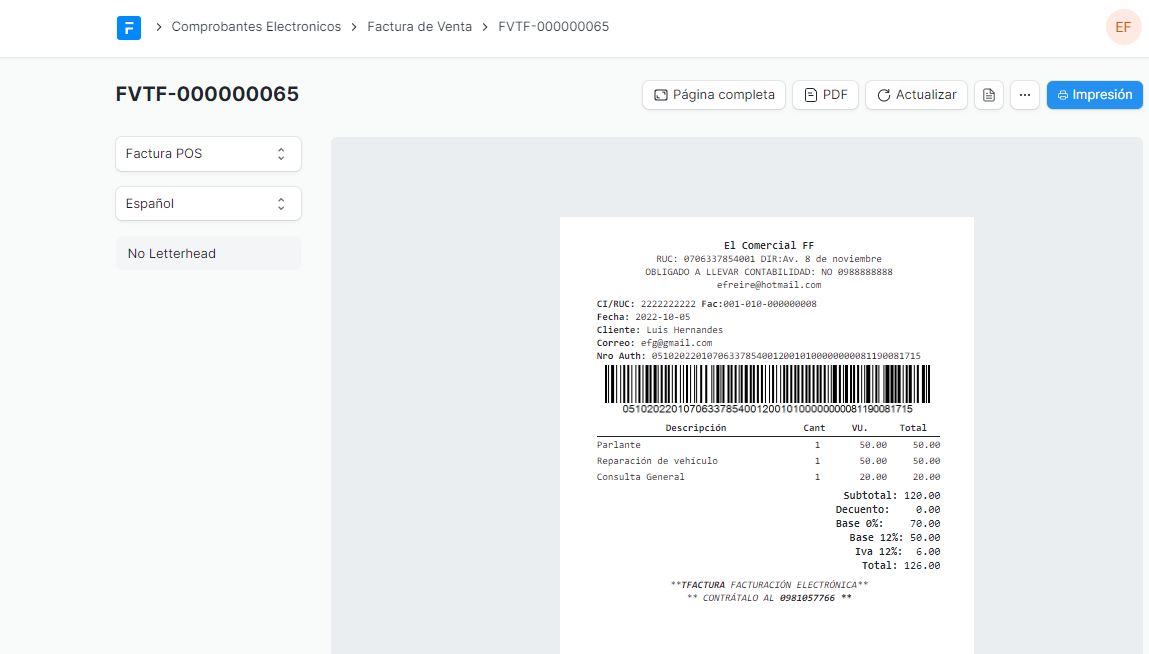 F > Comprobantes Electronicos > Factura de Venta > FVTF-000000065
EF
FVTF-000000065
Página completa
PDF
Actualizar
···
Impresión
Factura POS
Español
No Letterhead
El Comercial FF
RUC: 0706337854001 DIR:Av. 8 de noviembre
OBLIGADO A LLEVAR CONTABILIDAD: NO 0988888888
efreire@hotmail.com
CI/RUC: 2222222222 Fac:001-010-000000008
Fecha: 2022-10-05
Cliente: Luis Hernandes
Correo: efg@gmail.com
Nro Auth: 0510202201070633785400120010100000000081190081715
0510202201070633785400120010100000000081190081715
Descripción Cant VU. Total
Parlante 1 50.00 50.00
Reparación de vehículo 1 50.00 50.00
Consulta General 1 20.00 20.00
Subtotal: 120.00
Decuento: 0.00
Base 0%: 70.00
Base 12%: 50.00
Iva 12%: 6.00
Total: 126.00
**TFACTURA FACTURACIÓN ELECTRÓNICA**
** CONTRÁTALO AL 0981057766 **